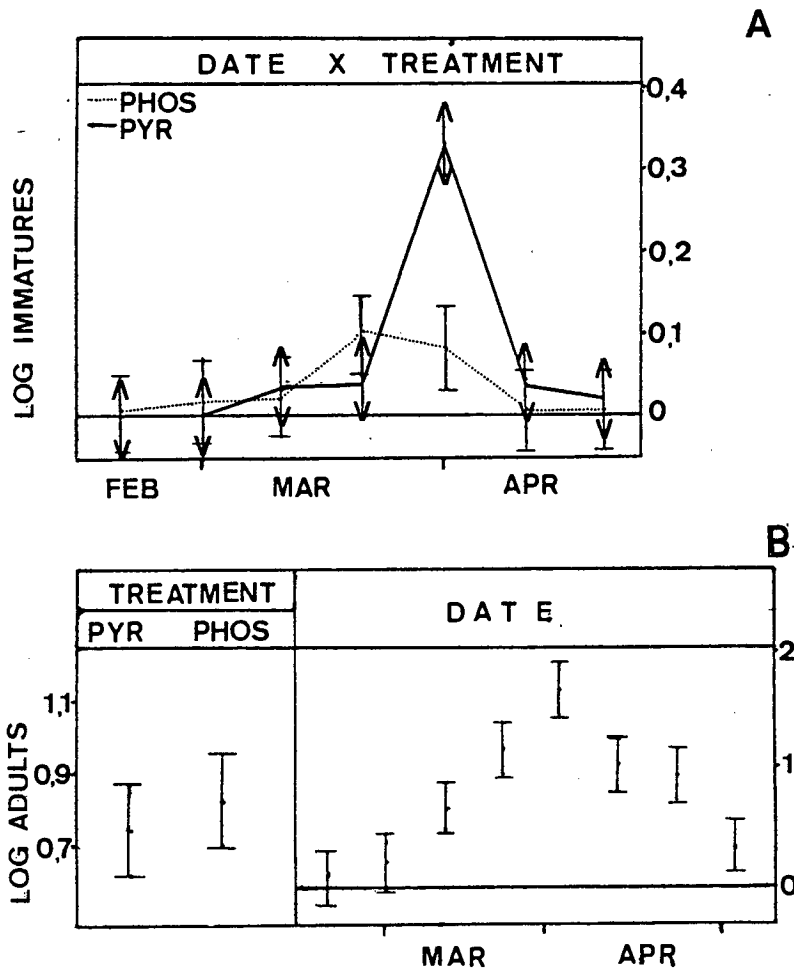 A
DATE X TREATMENT
PHOS
PYR
LOG IMMATURES
0,4
0,3
0,2
0,1
0
FEB MAR APR
B
TREATMENT
PYR PHOS
DATE
LOG ADULTS
1,1
0,9
0,7
2
1
0
MAR APR